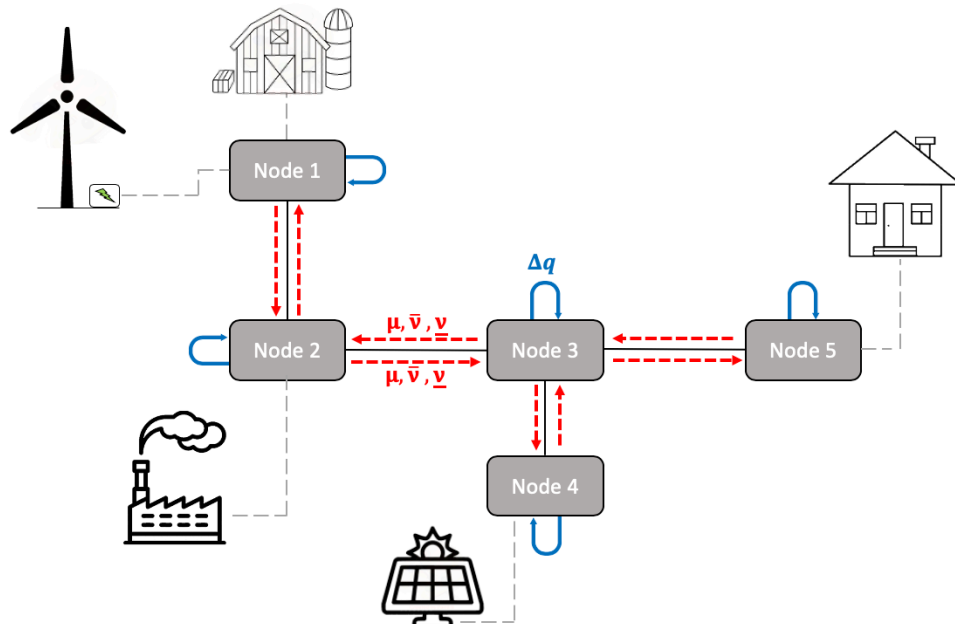 Node 1
Δq
μ, ν̄ , ν̲
Node 2
Node 3
Node 5
μ, ν̄ , ν̲
Node 4